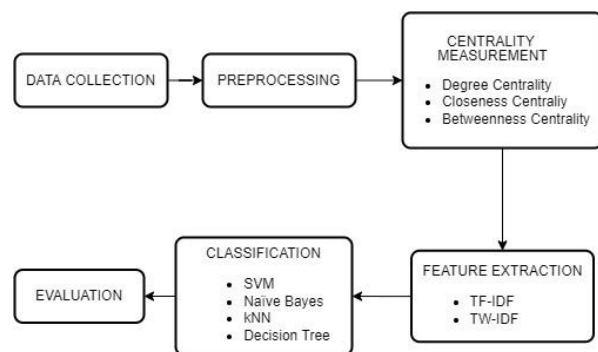 DATA COLLECTION
PREPROCESSING
CENTRALITY
MEASUREMENT
Degree Centrality
Closeness Centraliy
Betweenness Centrality
FEATURE EXTRACTION
TF-IDF
TW-IDF
CLASSIFICATION
SVM
Naïve Bayes
kNN
Decision Tree
EVALUATION